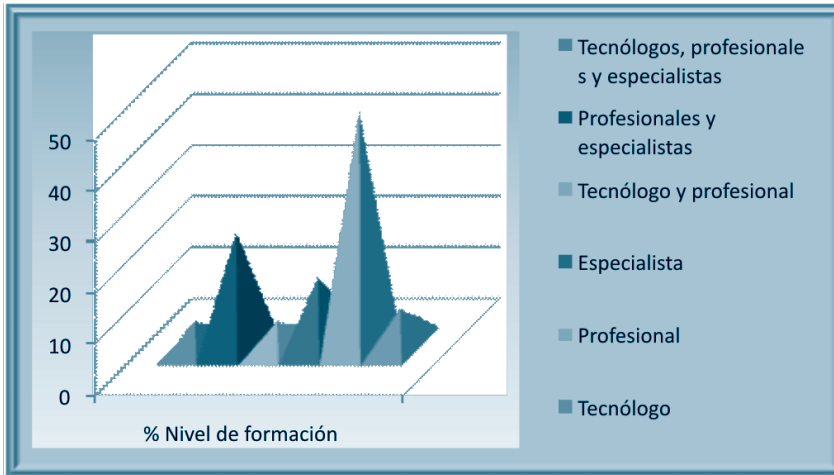 50
40
30
20
10
0
% Nivel de formación
Tecnólogos, profesionale
s y especialistas
Profesionales y
especialistas
Tecnólogo y profesional
Especialista
Profesional
Tecnólogo